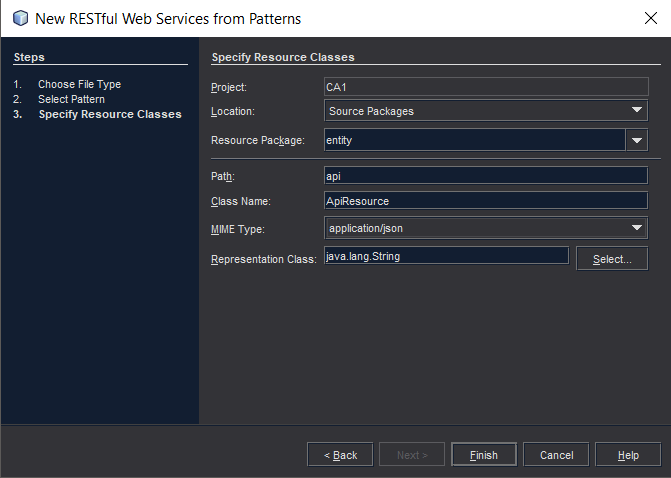 New RESTful Web Services from Patterns
Steps
1. Choose File Type
2. Select Pattern
3. Specify Resource Classes
Specify Resource Classes
Project: CA1
Location: Source Packages
Resource Package: entity
Path: api
Class Name: ApiResource
MIME Type: application/json
Representation Class: java.lang.String Select...
< Back Next > Finish Cancel Help